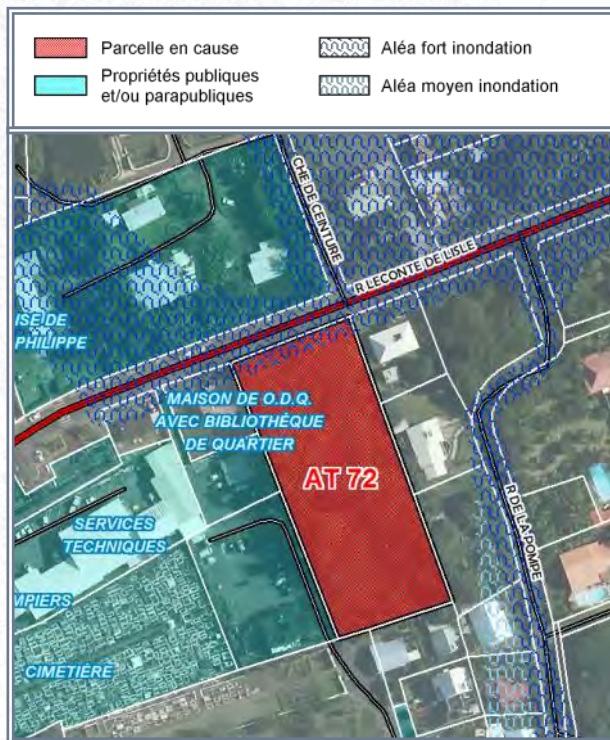 Parcelle en cause
Aléa fort inondation
Propriétés publiques
et/ou parapubliques
Aléa moyen inondation
CHE DE CEINTURE
R LECONTE DE LISLE
ISE DE
PHILIPPE
MAISON DE O.D.Q.
AVEC BIBLIOTHÈQUE
DE QUARTIER
AT 72
R DE LA POMPE
SERVICES
TECHNIQUES
MPIERS
CIMETIÈRE